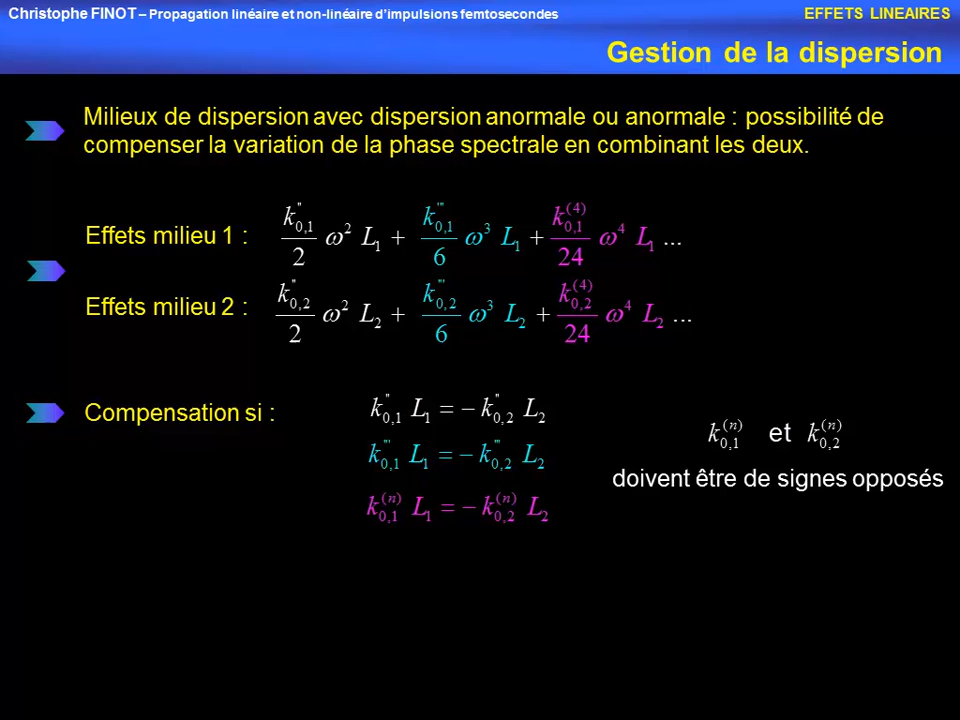 Christophe FINOT – Propagation linéaire et non-linéaire d'impulsions femtosecondes EFFETS LINEAIRES
Gestion de la dispersion
Milieux de dispersion avec dispersion anormale ou anormale : possibilité de
compenser la variation de la phase spectrale en combinant les deux.
Effets milieu 1 : k''₀,₁/2 ω² L₁ + k'''₀,₁/6 ω³ L₁ + k⁽⁴⁾₀,₁/24 ω⁴ L₁ ...
Effets milieu 2 : k''₀,₂/2 ω² L₂ + k'''₀,₂/6 ω³ L₂ + k⁽⁴⁾₀,₂/24 ω⁴ L₂ ...
Compensation si : k''₀,₁ L₁ = − k''₀,₂ L₂
k'''₀,₁ L₁ = − k'''₀,₂ L₂
k⁽ⁿ⁾₀,₁ L₁ = − k⁽ⁿ⁾₀,₂ L₂
k⁽ⁿ⁾₀,₁ et k⁽ⁿ⁾₀,₂
doivent être de signes opposés